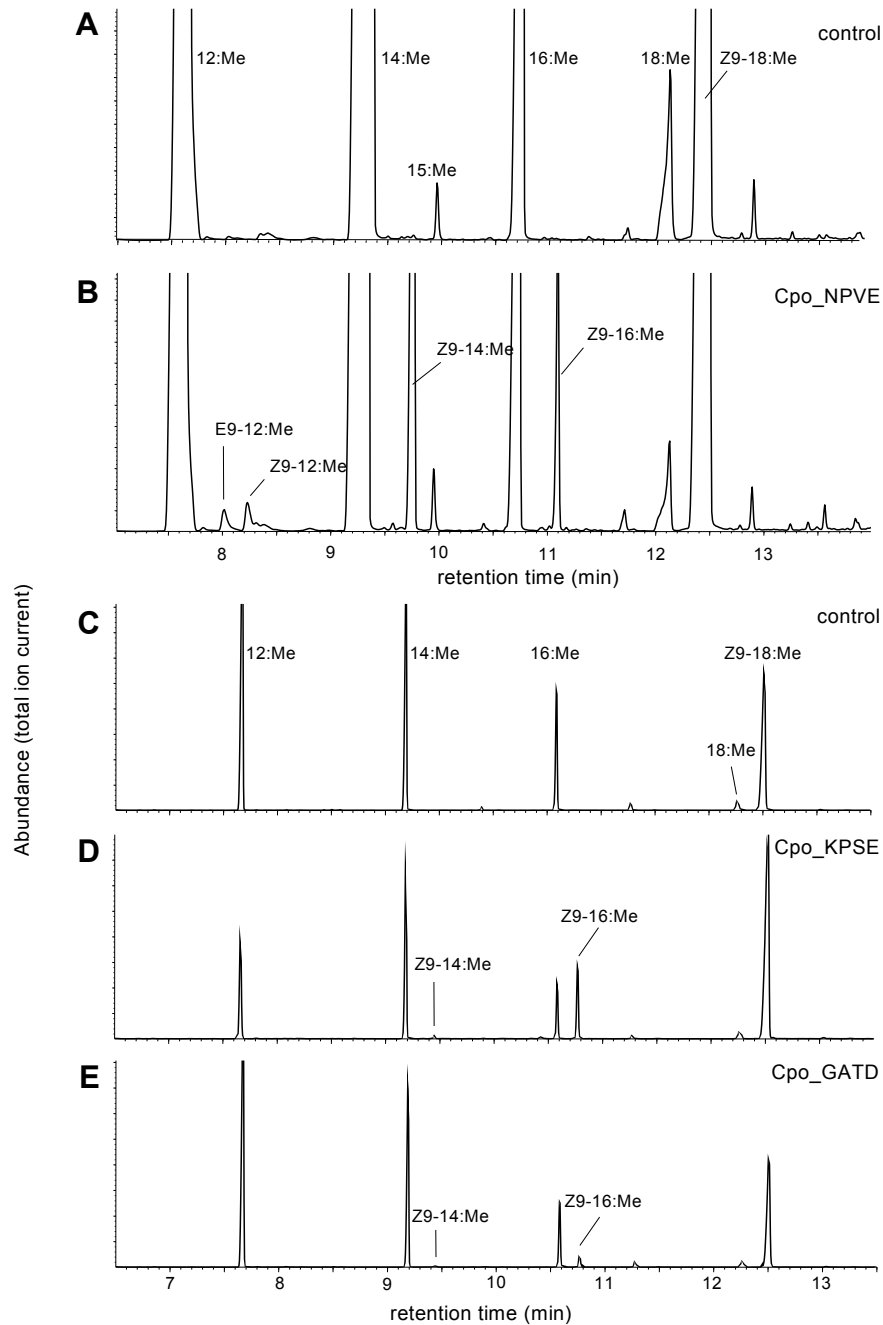 A
control
12:Me
14:Me
16:Me
18:Me
Z9-18:Me
15:Me
B
Cpo_NPVE
Z9-14:Me
Z9-16:Me
E9-12:Me
Z9-12:Me
8
9
10
11
12
13
retention time (min)
Abundance (total ion current)
C
control
12:Me
14:Me
16:Me
Z9-18:Me
18:Me
D
Cpo_KPSE
Z9-16:Me
Z9-14:Me
E
Cpo_GATD
Z9-14:Me
Z9-16:Me
7
8
9
10
11
12
13
retention time (min)